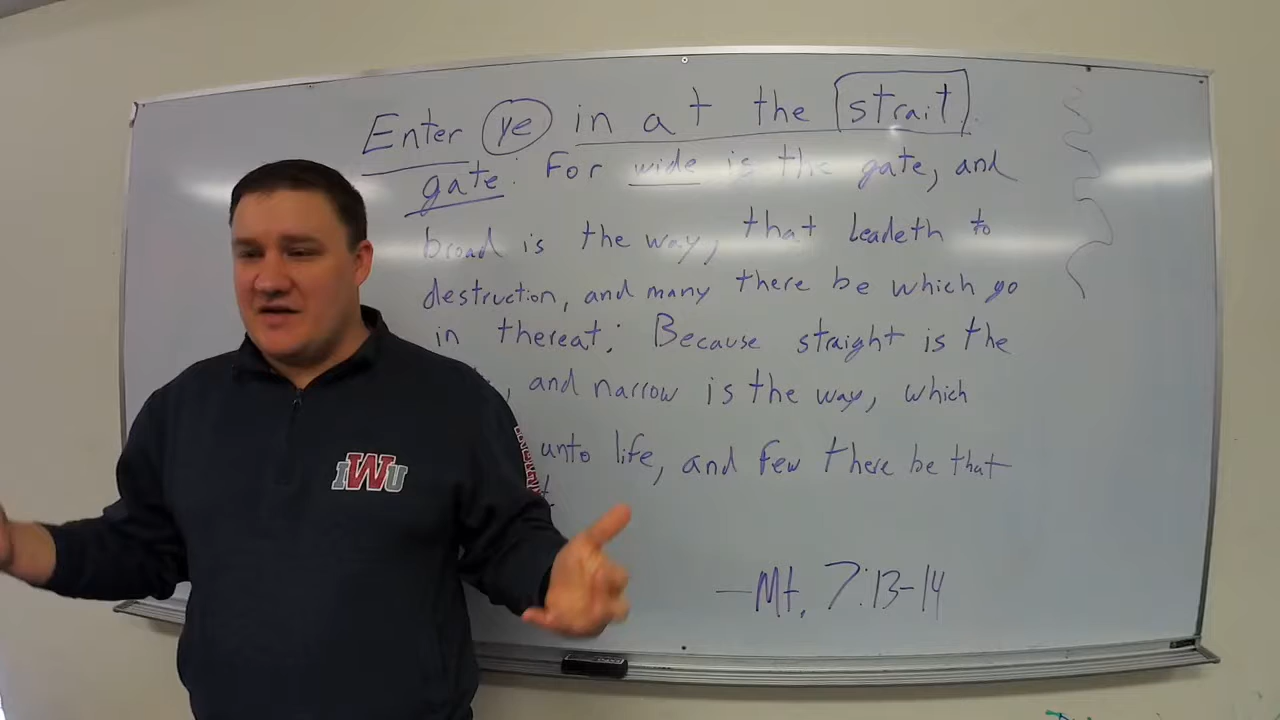 Enter ye in at the strait
gate: For wide is the gate, and
broad is the way, that leadeth to
destruction, and many there be which go
in thereat: Because straight is the
, and narrow is the way, which
unto life, and few there be that
— Mt. 7:13-14
IWU